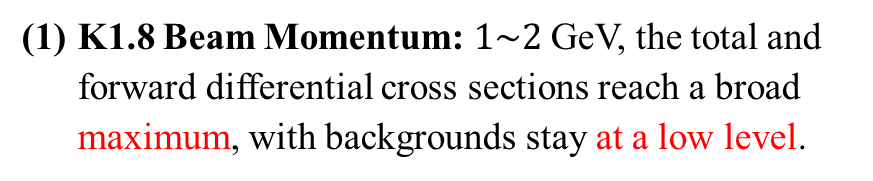 (1) K1.8 Beam Momentum: 1~2 GeV, the total and
forward differential cross sections reach a broad
maximum, with backgrounds stay at a low level.